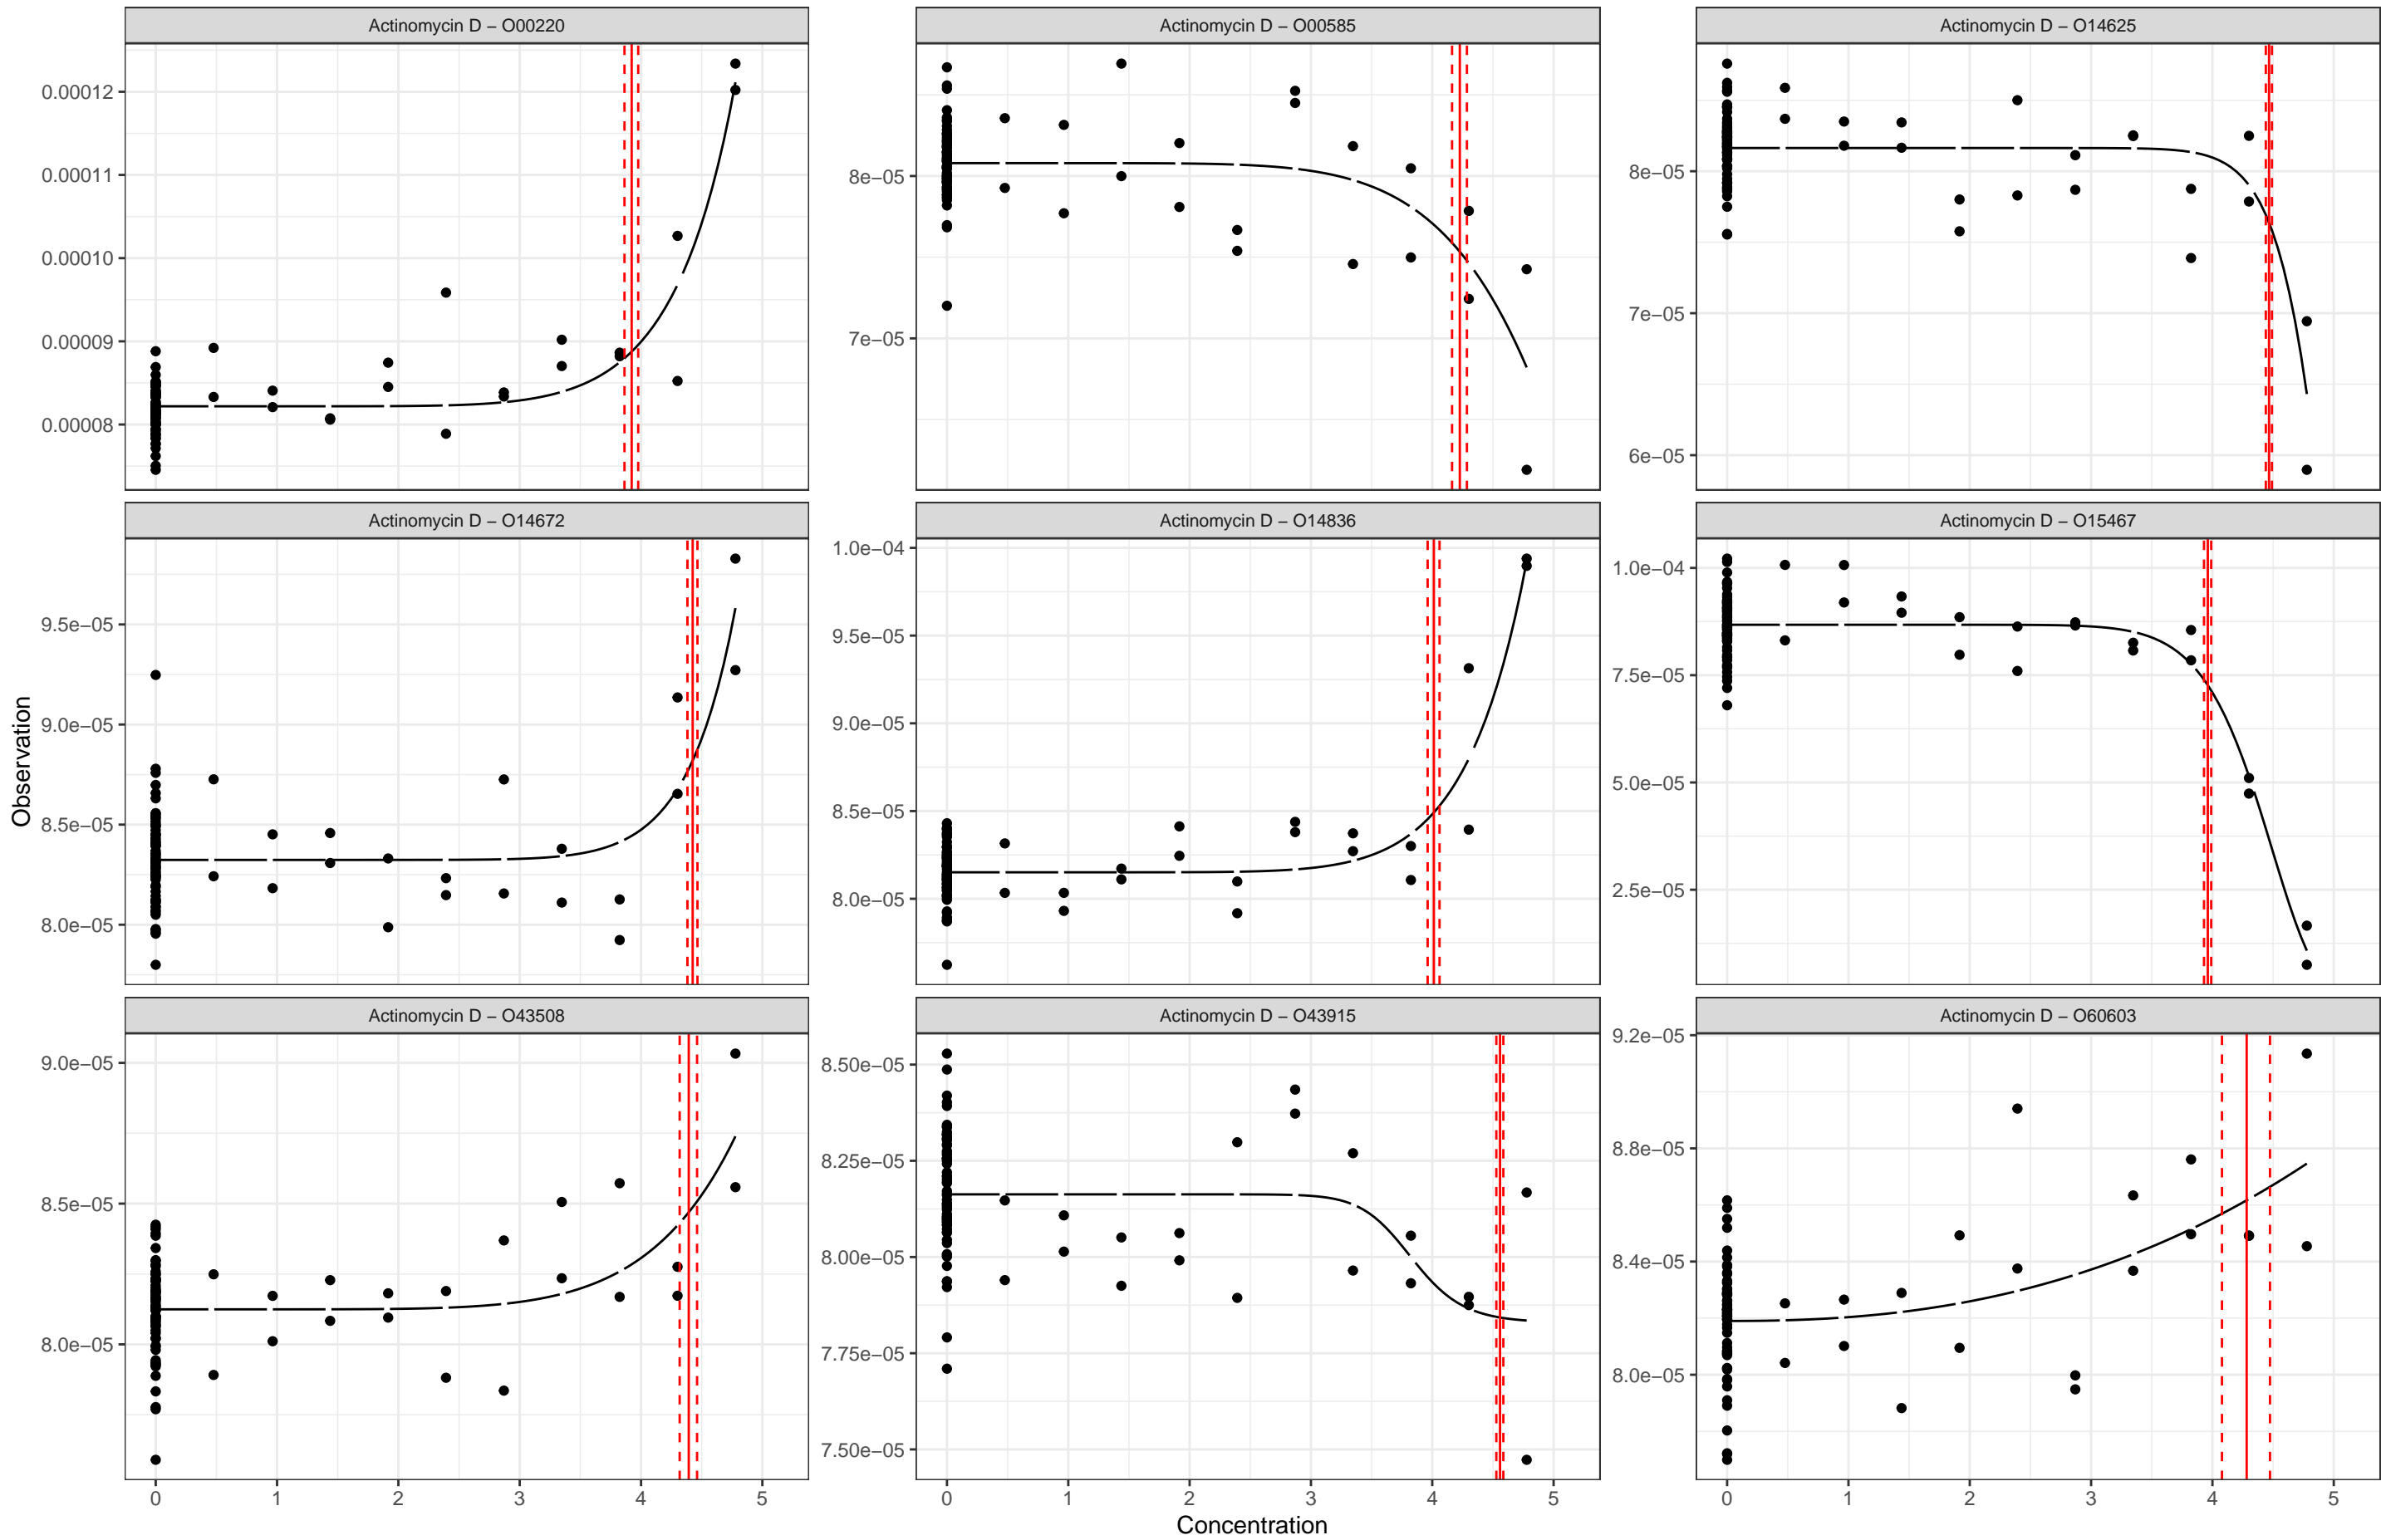 Actinomycin D − O00220
Actinomycin D − O00585
Actinomycin D − O14625
0.00012
0.00011
0.00010
0.00009
0.00008
8e−05
7e−05
8e−05
7e−05
6e−05
Actinomycin D − O14672
Actinomycin D − O14836
Actinomycin D − O15467
9.5e−05
9.0e−05
8.5e−05
8.0e−05
1.0e−04
9.5e−05
9.0e−05
8.5e−05
8.0e−05
1.0e−04
7.5e−05
5.0e−05
2.5e−05
Observation
Actinomycin D − O43508
Actinomycin D − O43915
Actinomycin D − O60603
9.0e−05
8.5e−05
8.0e−05
8.50e−05
8.25e−05
8.00e−05
7.75e−05
7.50e−05
9.2e−05
8.8e−05
8.4e−05
8.0e−05
0 1 2 3 4 5
0 1 2 3 4 5
0 1 2 3 4 5
Concentration